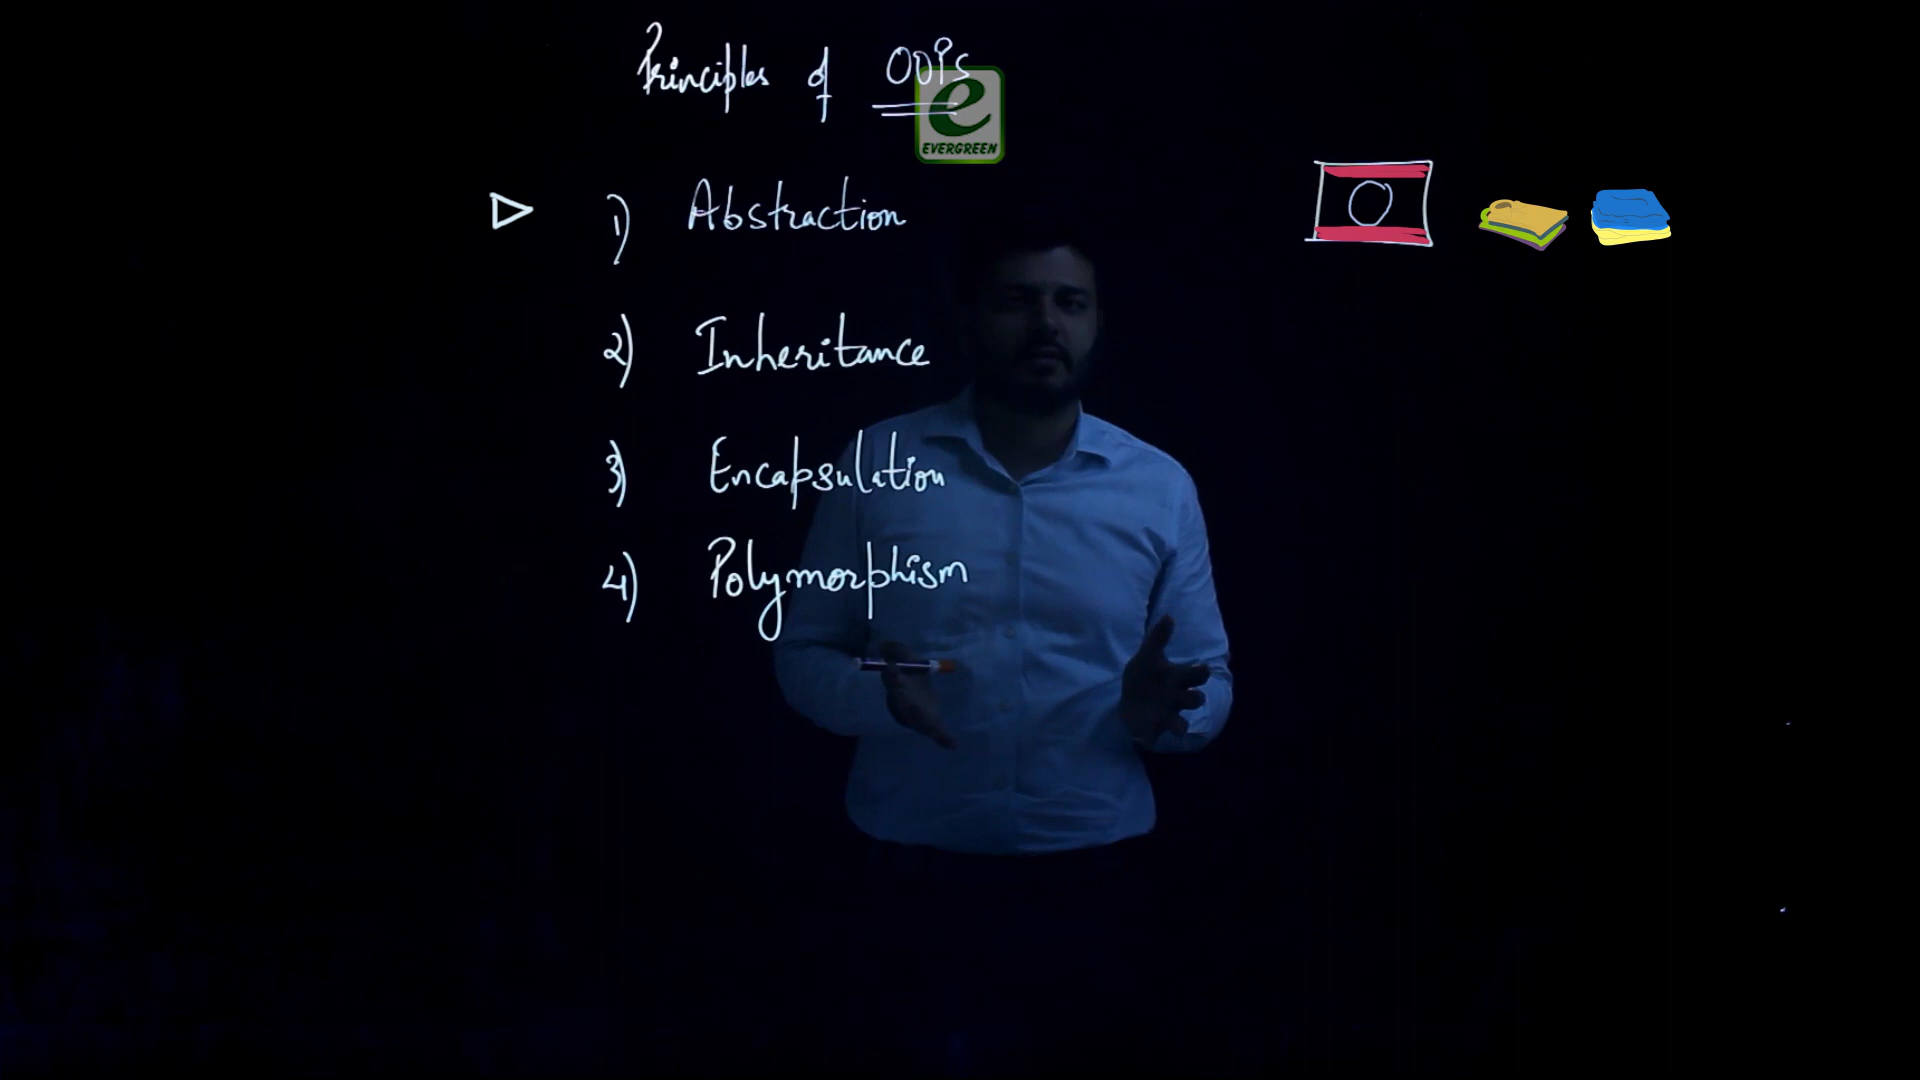 Principles of OOPs
e
EVERGREEN
1) Abstraction
2) Inheritance
3) Encapsulation
4) Polymorphism